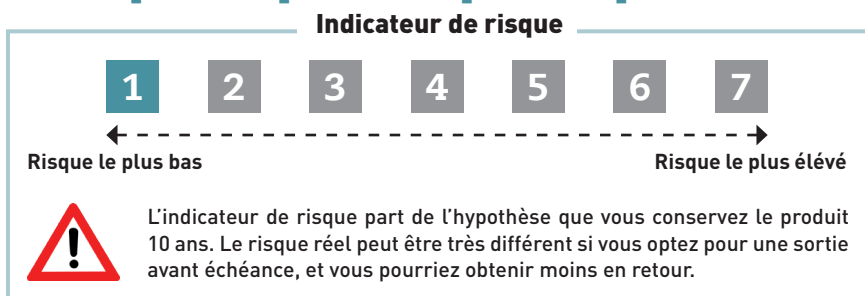 Indicateur de risque
1 2 3 4 5 6 7
Risque le plus bas Risque le plus élévé
L'indicateur de risque part de l'hypothèse que vous conservez le produit
10 ans. Le risque réel peut être très différent si vous optez pour une sortie
avant échéance, et vous pourriez obtenir moins en retour.